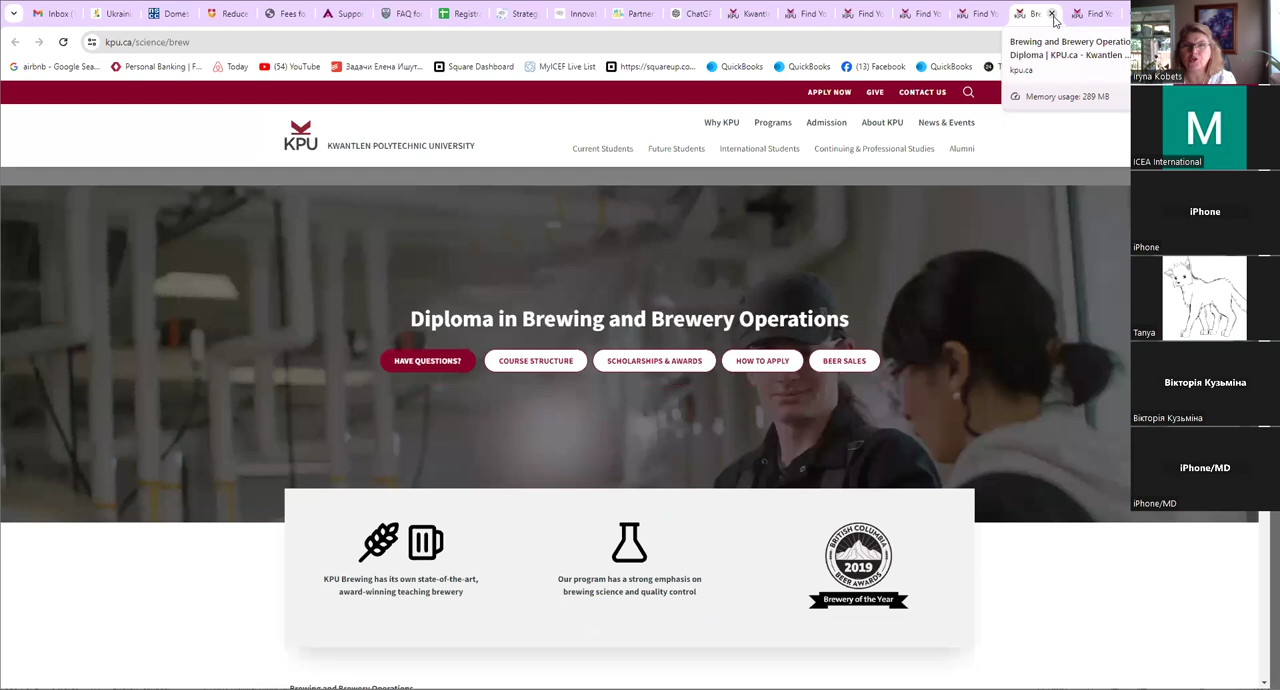 Inbox (
Ukraini
Domes
Reduce
Fees fo
Suppo
FAQ fo
Registr
Strateg
Innovat
Partner
ChatGF
Kwantl
Find Yo
Find Yo
Find Yo
Find Yo
Bre
Find Yo
kpu.ca/science/brew
Brewing and Brewery Operatio
Diploma | KPU.ca - Kwantlen ...
kpu.ca
Memory usage: 289 MB
airbnb - Google Sea...
Personal Banking | F...
Today
(54) YouTube
Задачи Елена Ишут...
Square Dashboard
MyICEF Live List
https://squareup.co...
QuickBooks
QuickBooks
(13) Facebook
QuickBooks
APPLY NOW
GIVE
CONTACT US
KPU
KWANTLEN POLYTECHNIC UNIVERSITY
Why KPU
Programs
Admission
About KPU
News & Events
Current Students
Future Students
International Students
Continuing & Professional Studies
Alumni
Diploma in Brewing and Brewery Operations
HAVE QUESTIONS?
COURSE STRUCTURE
SCHOLARSHIPS & AWARDS
HOW TO APPLY
BEER SALES
KPU Brewing has its own state-of-the-art,
award-winning teaching brewery
Our program has a strong emphasis on
brewing science and quality control
BRITISH COLUMBIA
2019
BEER AWARDS
Brewery of the Year
Brewing and Brewery Operations
Iryna Kobets
M
ICEA International
iPhone
iPhone
Tanya
Вікторія Кузьміна
Вікторія Кузьміна
iPhone/MD
iPhone/MD